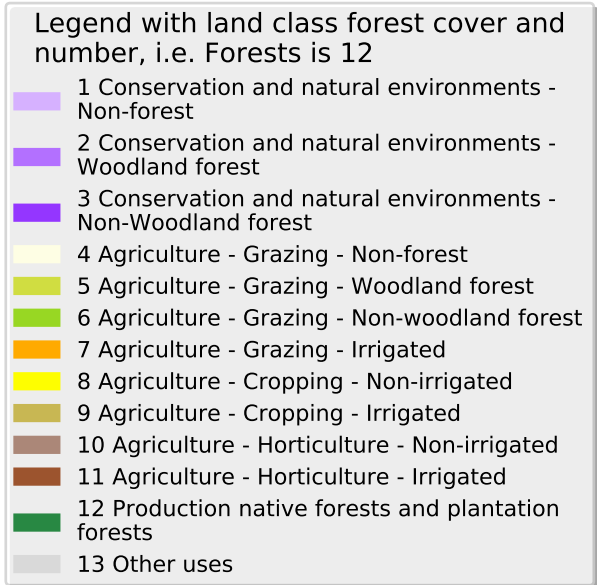 Legend with land class forest cover and
number, i.e. Forests is 12
1 Conservation and natural environments -
Non-forest
2 Conservation and natural environments -
Woodland forest
3 Conservation and natural environments -
Non-Woodland forest
4 Agriculture - Grazing - Non-forest
5 Agriculture - Grazing - Woodland forest
6 Agriculture - Grazing - Non-woodland forest
7 Agriculture - Grazing - Irrigated
8 Agriculture - Cropping - Non-irrigated
9 Agriculture - Cropping - Irrigated
10 Agriculture - Horticulture - Non-irrigated
11 Agriculture - Horticulture - Irrigated
12 Production native forests and plantation
forests
13 Other uses